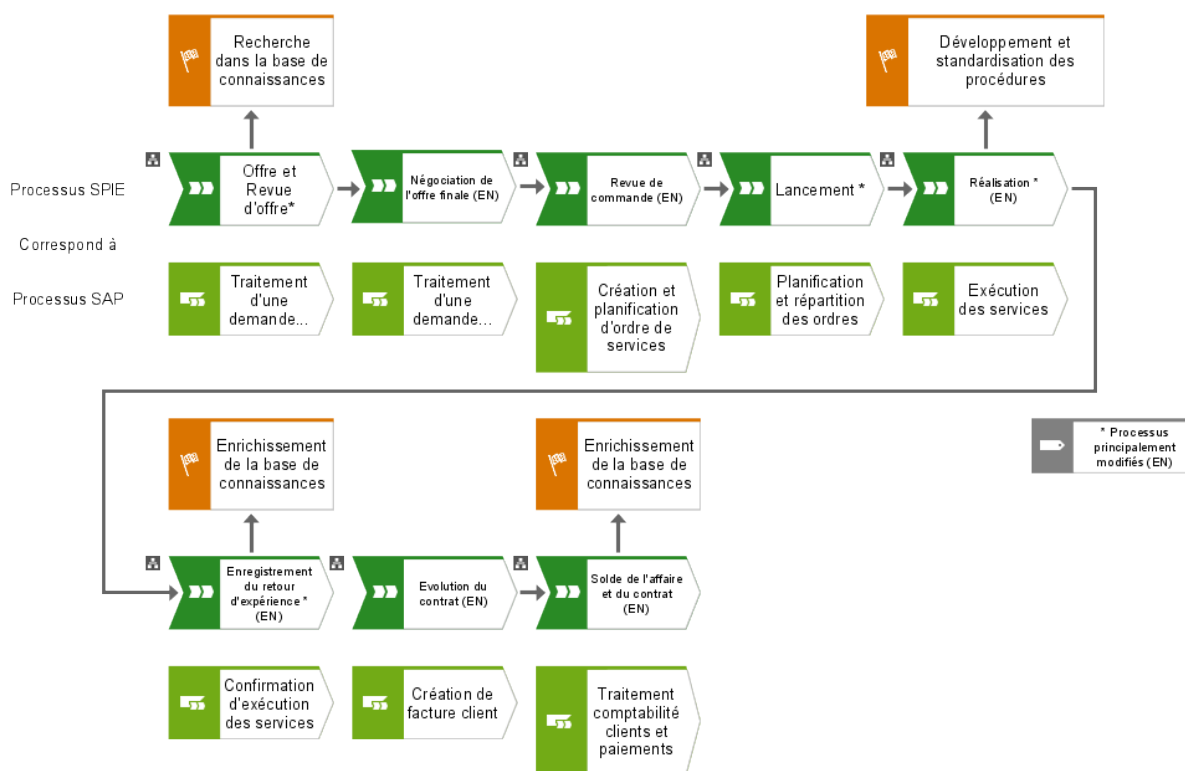 Recherche
dans la base de
connaissances
Développement et
standardisation des
procédures
Processus SPIE
Offre et
Revue
d'offre*
Négociation de
l'offre finale (EN)
Revue de
commande (EN)
Lancement *
Réalisation *
(EN)
Correspond à
Processus SAP
Traitement
d'une
demande...
Traitement
d'une
demande...
Création et
planification
d'ordre de
services
Planification
et répartition
des ordres
Exécution
des services
Enrichissement
de la base de
connaissances
Enrichissement
de la base de
connaissances
* Processus
principalement
modifiés (EN)
Enregistrement
du retour
d'expérience *
(EN)
Evolution du
contrat (EN)
Solde de l'affaire
et du contrat
(EN)
Confirmation
d'exécution
des services
Création de
facture client
Traitement
comptabilité
clients et
paiements